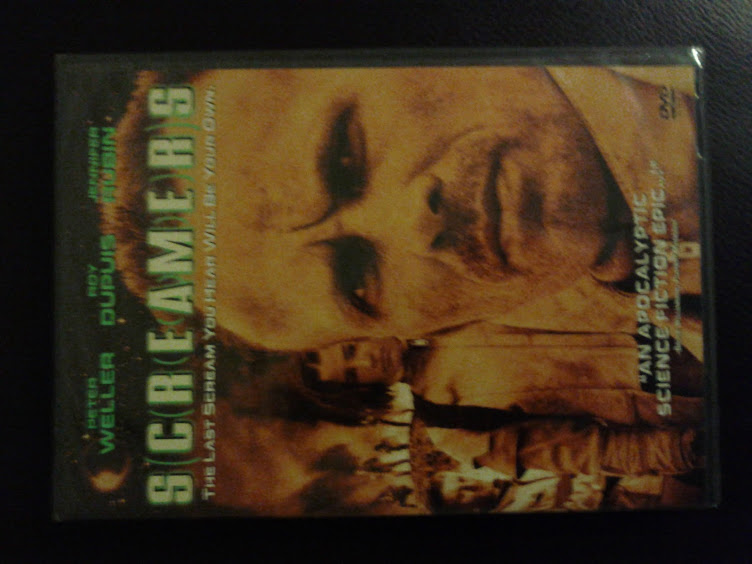 PETER ROY JENNIFER
WELLER DUPUIS RUBIN
SCREAMERS
THE LAST SCREAM YOU HEAR WILL BE YOUR OWN.
"AN APOCALYPTIC
SCIENCE FICTION EPIC...!"
DVD